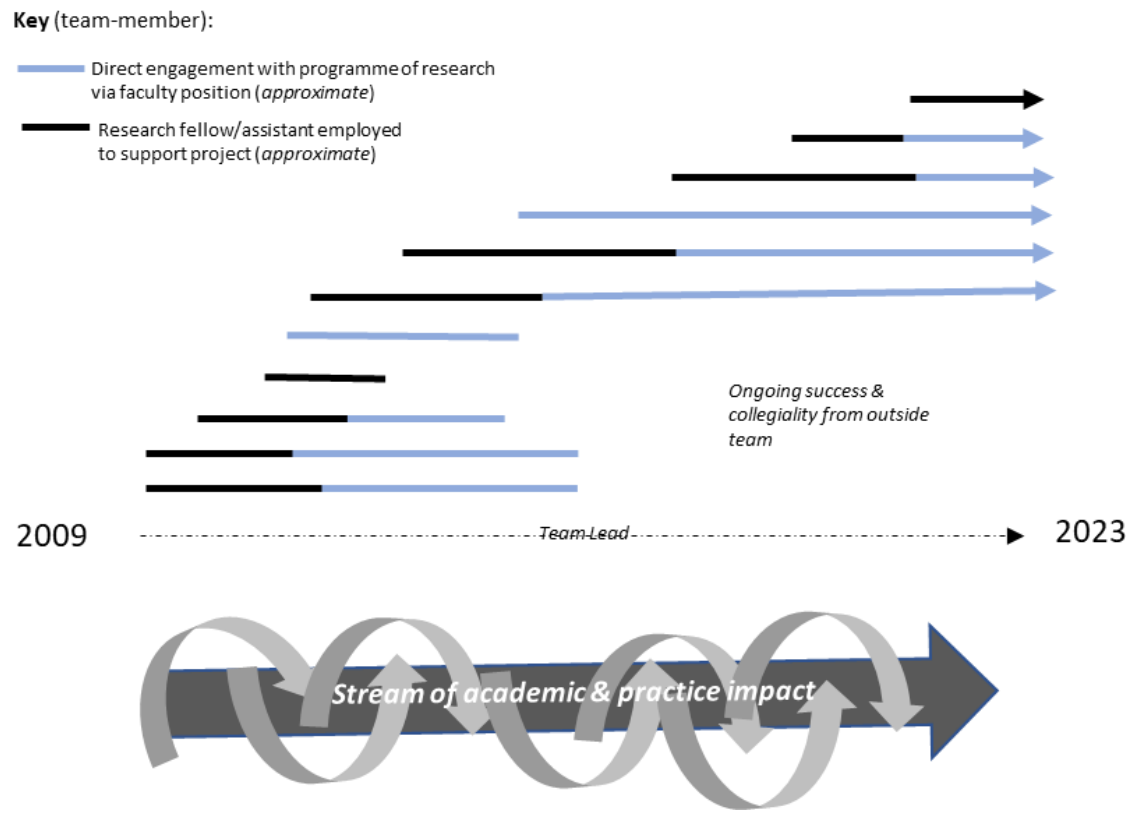 Key (team-member):
Direct engagement with programme of research
via faculty position (approximate)
Research fellow/assistant employed
to support project (approximate)
Ongoing success &
collegiality from outside
team
2009
Team Lead
2023
Stream of academic & practice impact